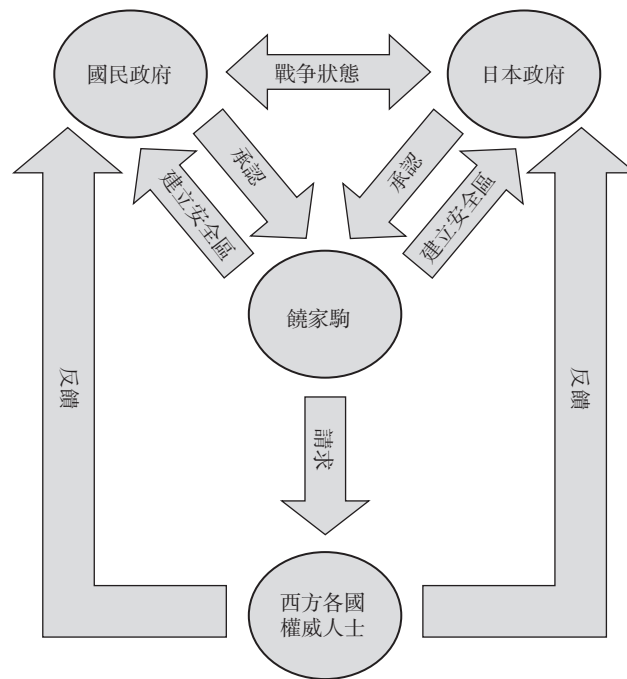 國民政府
戰争狀態
日本政府
承認
建立安全區
承認
建立安全區
饒家駒
反饋
請求
反饋
西方各國
權威人士